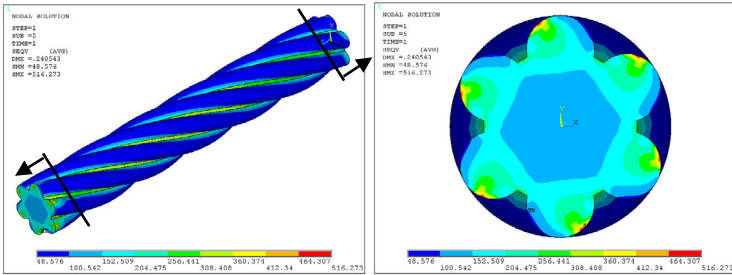 1
NODAL SOLUTION
STEP=1
SUB =5
TIME=1
SEQV (AVG)
DMX =.240543
SMN =48.576
SMX =516.273
Y
48.576 152.509 256.441 360.374 464.307
100.542 204.475 308.408 412.34 516.273
1
NODAL SOLUTION
STEP=1
SUB =5
TIME=1
SEQV (AVG)
DMX =.240543
SMN =48.576
SMX =516.273
Y
X
MN
48.576 152.509 256.441 360.374 464.307
100.542 204.475 308.408 412.34 516.273